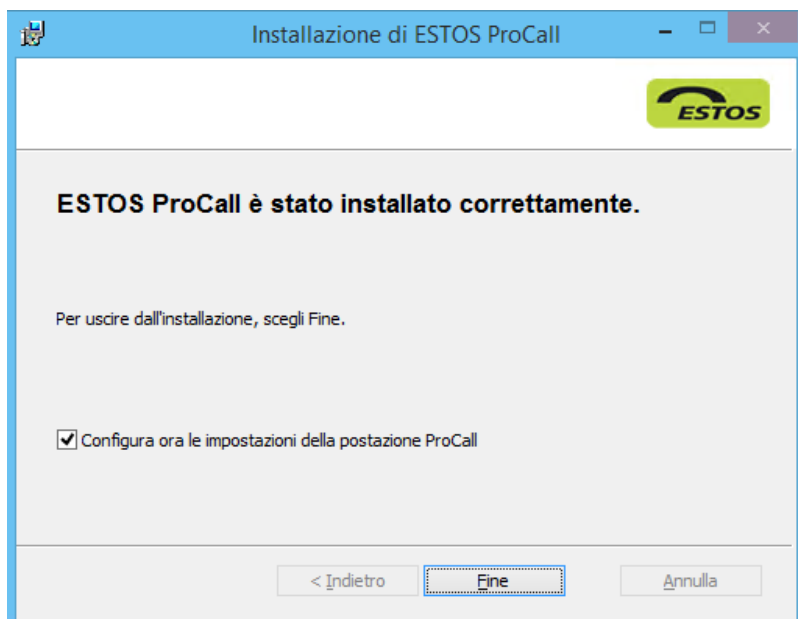 Installazione di ESTOS ProCall
ESTOS
ESTOS ProCall è stato installato correttamente.
Per uscire dall'installazione, scegli Fine.
Configura ora le impostazioni della postazione ProCall
< Indietro
Fine
Annulla